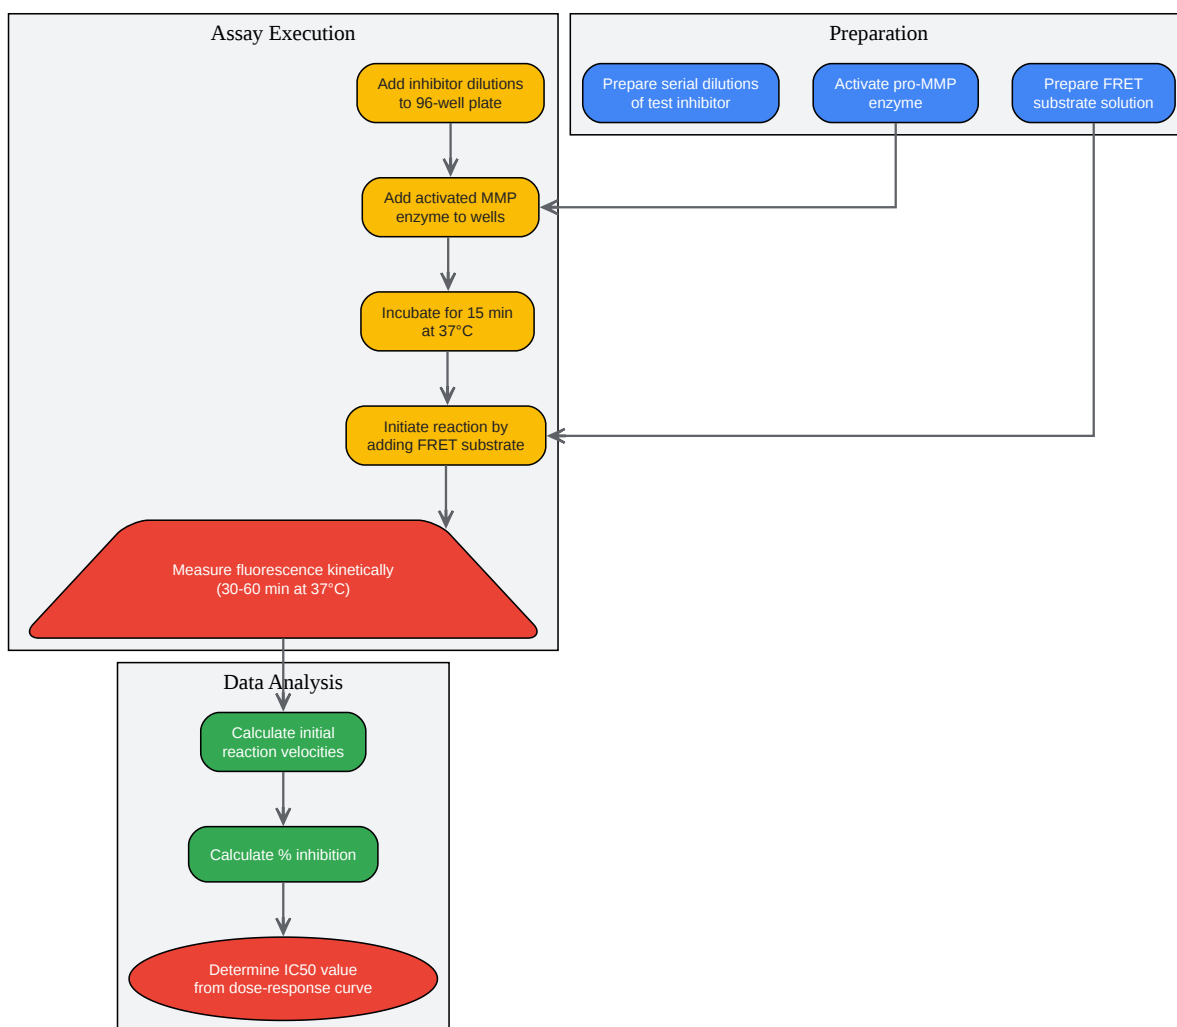 Assay Execution
Add inhibitor dilutions
to 96-well plate
Add activated MMP
enzyme to wells
Incubate for 15 min
at 37°C
Initiate reaction by
adding FRET substrate
Measure fluorescence kinetically
(30-60 min at 37°C)
Preparation
Prepare serial dilutions
of test inhibitor
Activate pro-MMP
enzyme
Prepare FRET
substrate solution
Data Analysis
Calculate initial
reaction velocities
Calculate % inhibition
Determine IC50 value
from dose-response curve